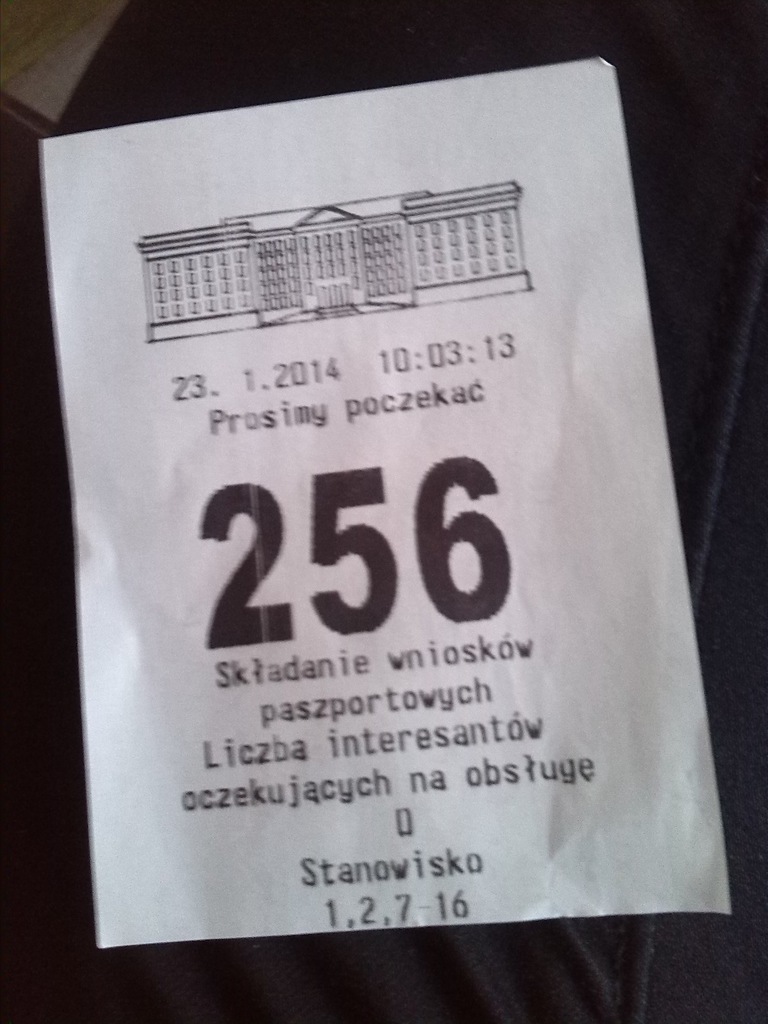 23. 1.2014 10:03:13
Prosimy poczekać
256
Składanie wniosków
paszportowych
Liczba interesantów
oczekujących na obsługę
0
Stanowisko
1,2,7-16